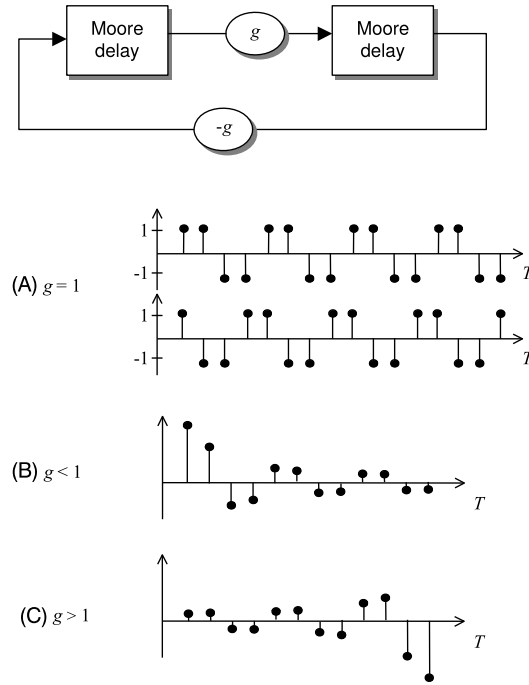 Moore delay
g
Moore delay
-g
1
-1
T
(A) g = 1
1
-1
T
(B) g < 1
T
(C) g > 1
T